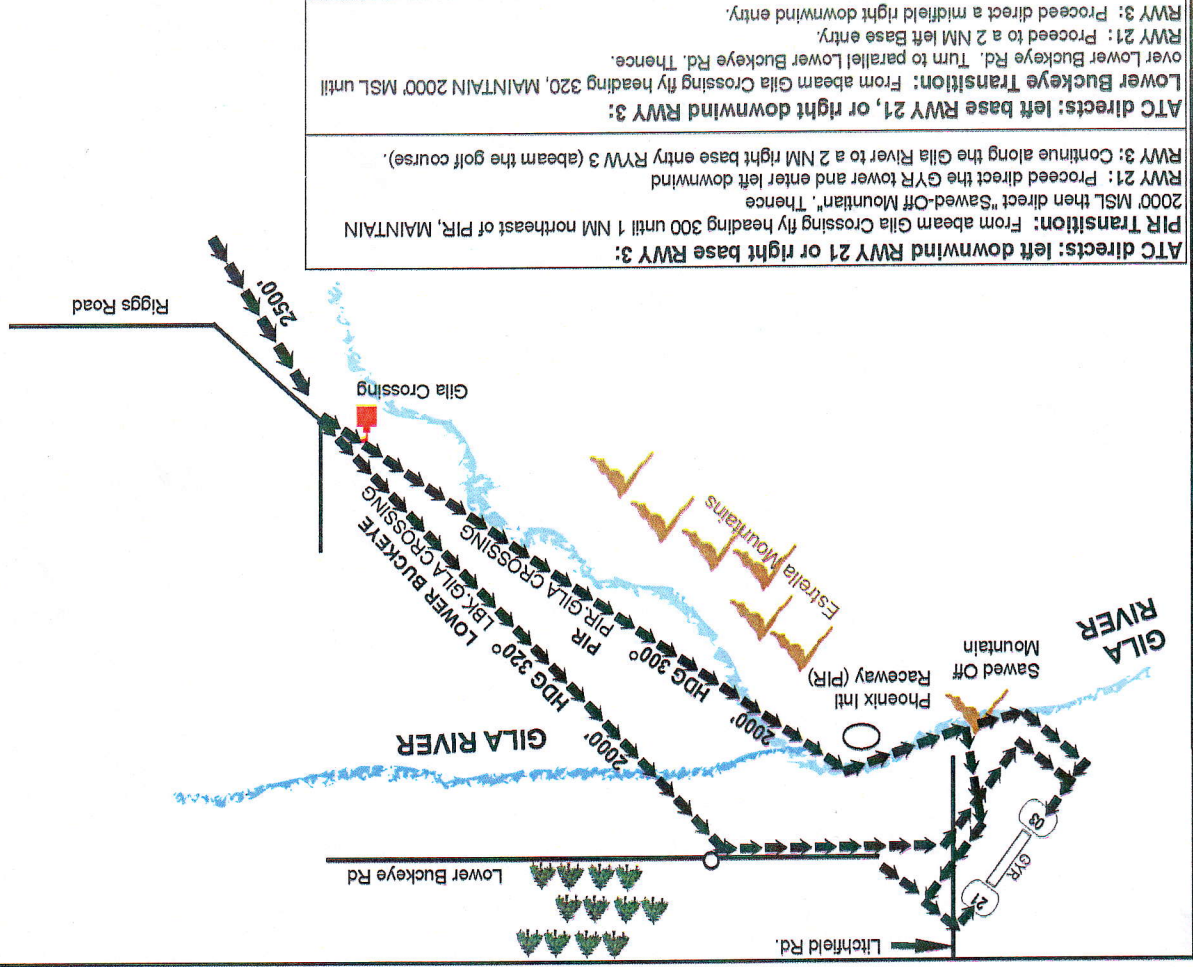 Litchfield Rd.
21
GYR
03
Lower Buckeye Rd
GILA RIVER
2000'
HDG 320°
LOWER BUCKEYE
LBK.GILA CROSSING
2000'
HDG 300°
PIR
PIR.GILA CROSSING
Phoenix Intl
Raceway (PIR)
Sawed Off
Mountain
GILA
RIVER
Estrella Mountains
Gila Crossing
2500'
Riggs Road
ATC directs: left downwind RWY 21 or right base RWY 3:
PIR Transition: From abeam Gila Crossing fly heading 300 until 1 NM northeast of PIR, MAINTAIN
2000' MSL then direct "Sawed-Off Mountian". Thence
RWY 21: Proceed direct the GYR tower and enter left downwind
RWY 3: Continue along the Gila River to a 2 NM right base entry RYW 3 (abeam the golf course).
ATC directs: left base RWY 21, or right downwind RWY 3:
Lower Buckeye Transition: From abeam Gila Crossing fly heading 320, MAINTAIN 2000' MSL until
over Lower Buckeye Rd. Turn to parallel Lower Buckeye Rd. Thence.
RWY 21: Proceed to a 2 NM left Base entry.
RWY 3: Proceed direct a midfield right downwind entry.